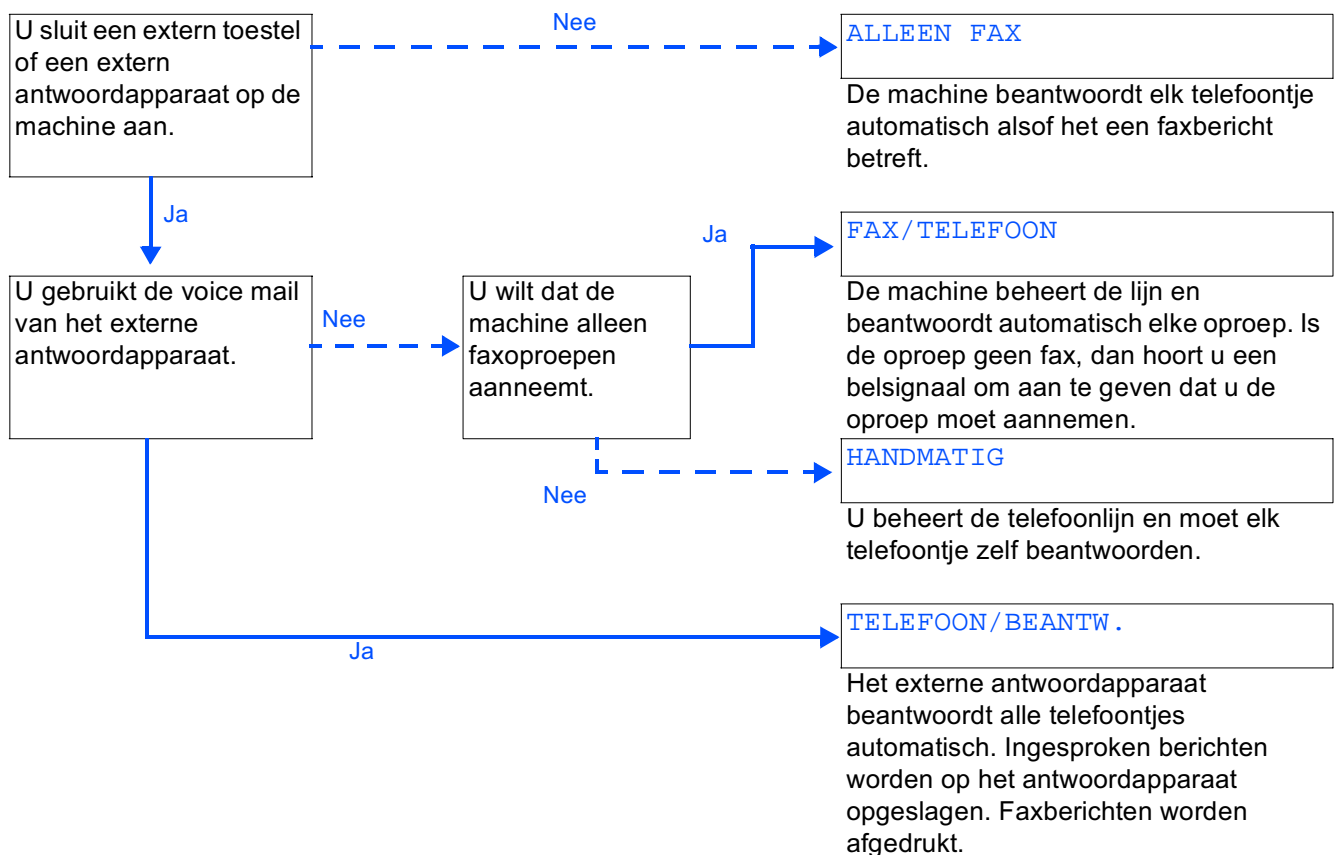 U sluit een extern toestel
of een extern
antwoordapparaat op de
machine aan.
Nee
ALLEEN FAX
De machine beantwoordt elk telefoontje
automatisch alsof het een faxbericht
betreft.
Ja
U gebruikt de voice mail
van het externe
antwoordapparaat.
Nee
U wilt dat de
machine alleen
faxoproepen
aanneemt.
Ja
FAX/TELEFOON
De machine beheert de lijn en
beantwoordt automatisch elke oproep. Is
de oproep geen fax, dan hoort u een
belsignaal om aan te geven dat u de
oproep moet aannemen.
Nee
HANDMATIG
U beheert de telefoonlijn en moet elk
telefoontje zelf beantwoorden.
Ja
TELEFOON/BEANTW.
Het externe antwoordapparaat
beantwoordt alle telefoontjes
automatisch. Ingesproken berichten
worden op het antwoordapparaat
opgeslagen. Faxberichten worden
afgedrukt.